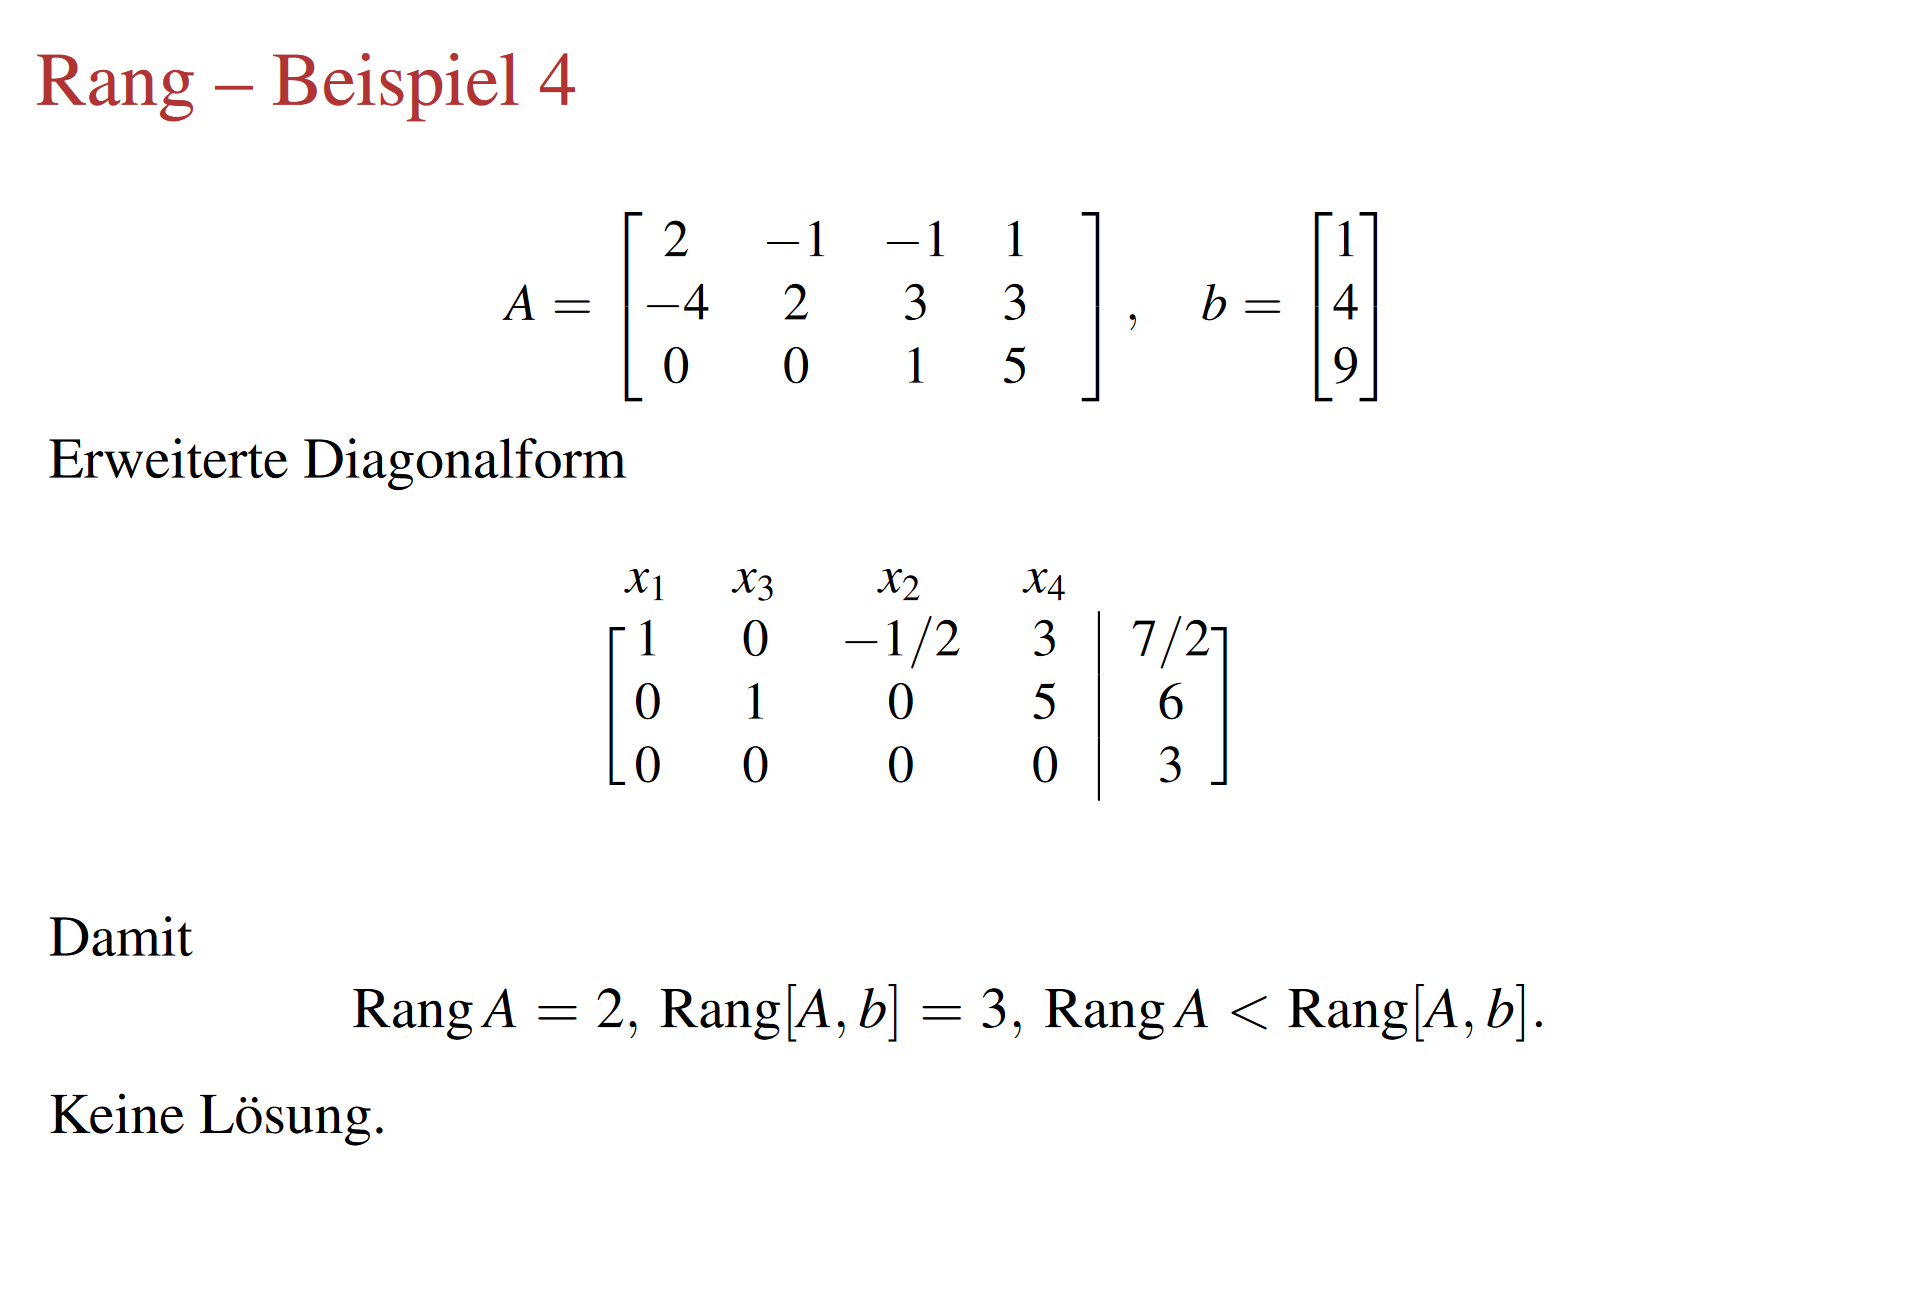 Rang – Beispiel 4
A = [ 2 −1 −1 1
−4 2 3 3
0 0 1 5 ] , b = [ 1
4
9 ]
Erweiterte Diagonalform
x₁ x₃ x₂ x₄
1 0 −1/2 3 | 7/2
0 1 0 5 | 6
0 0 0 0 | 3
Damit
Rang A = 2, Rang[A, b] = 3, Rang A < Rang[A, b].
Keine Lösung.